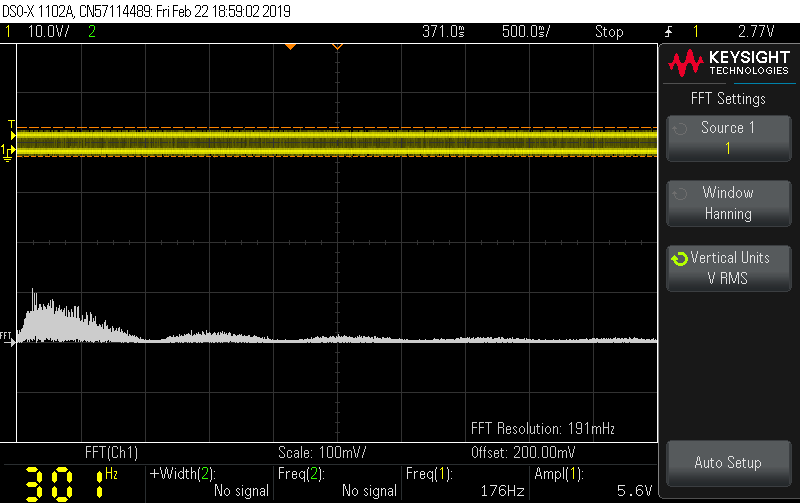 DSO-X 1102A, CN57114489: Fri Feb 22 18:59:02 2019
1 10.0V/ 2 371.0s 500.0s/ Stop 1 2.77V
KEYSIGHT
TECHNOLOGIES
FFT Settings
Source 1
1
Window
Hanning
Vertical Units
V RMS
Auto Setup
T
1
FFT
FFT Resolution: 191mHz
FFT(Ch1) Scale: 100mV/ Offset: 200.00mV
301 Hz
+Width(2): Freq(2): Freq(1): Ampl(1):
No signal No signal 176Hz 5.6V